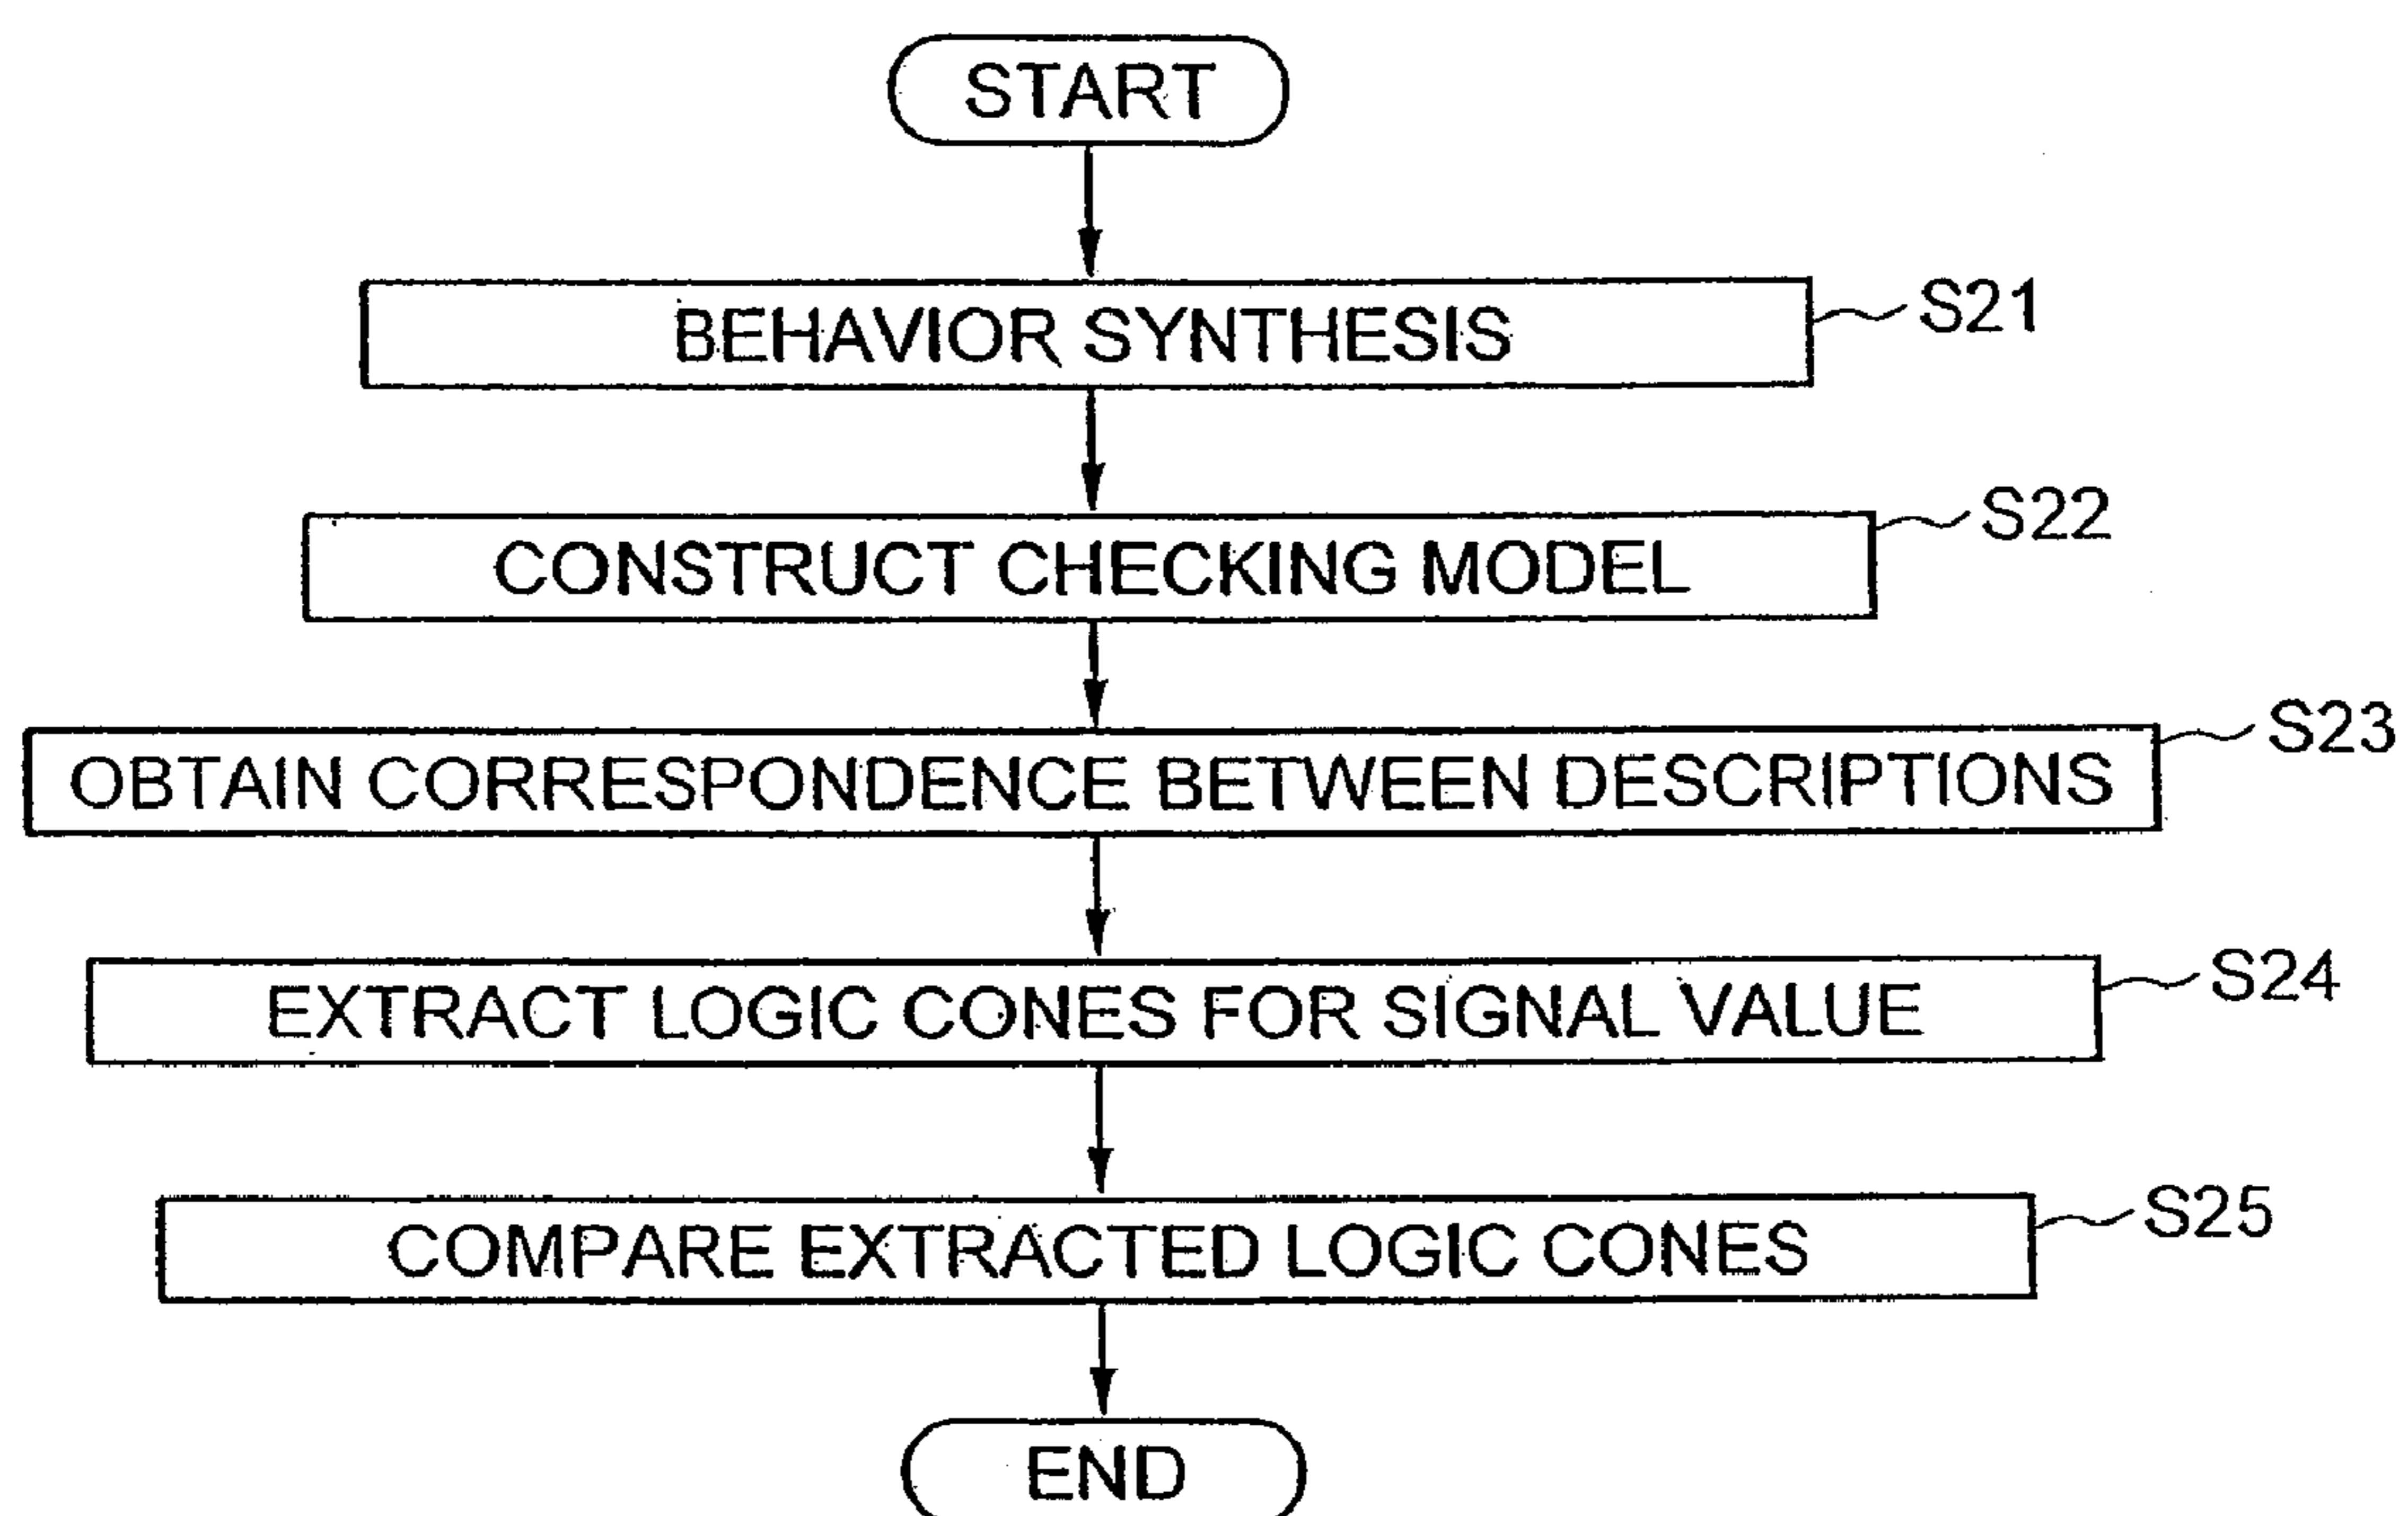 START
BEHAVIOR SYNTHESIS
S21
CONSTRUCT CHECKING MODEL
S22
OBTAIN CORRESPONDENCE BETWEEN DESCRIPTIONS
S23
EXTRACT LOGIC CONES FOR SIGNAL VALUE
S24
COMPARE EXTRACTED LOGIC CONES
S25
END